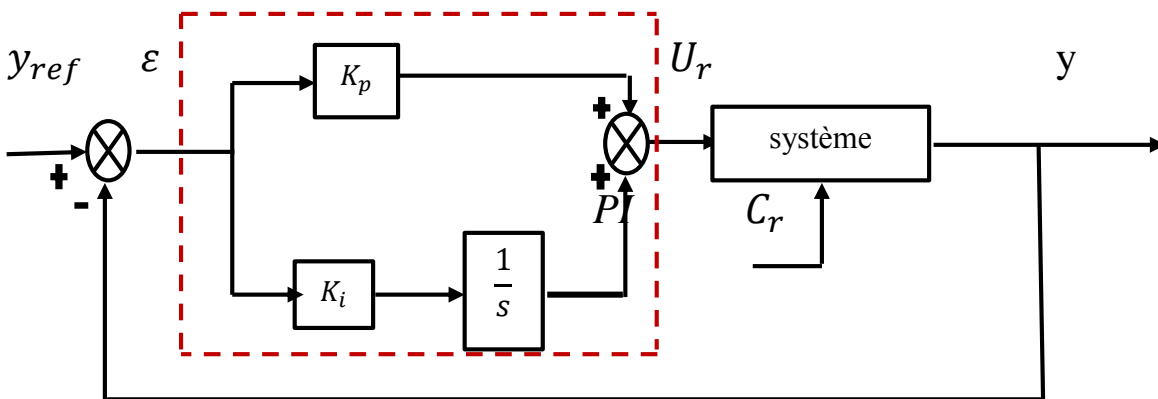 y_ref
ε
K_p
U_r
y
+
système
+
-
+
PI
C_r
K_i
1/s